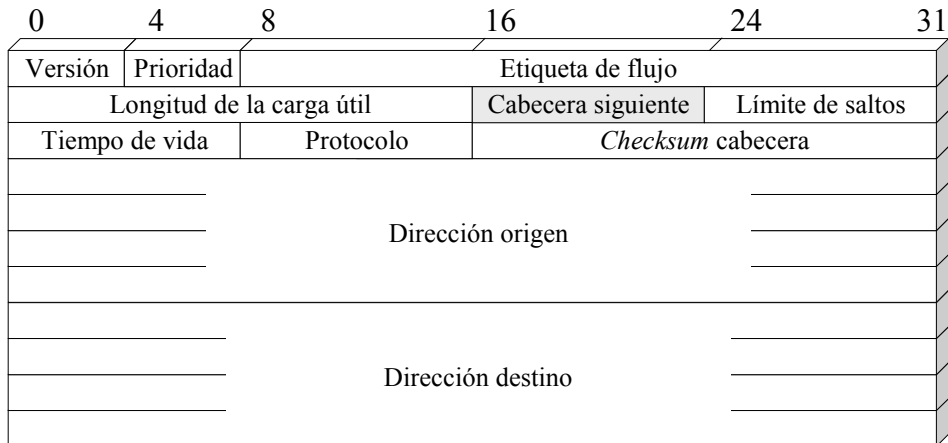 0 4 8 16 24 31
Versión Prioridad Etiqueta de flujo
Longitud de la carga útil Cabecera siguiente Límite de saltos
Tiempo de vida Protocolo Checksum cabecera
Dirección origen
Dirección destino